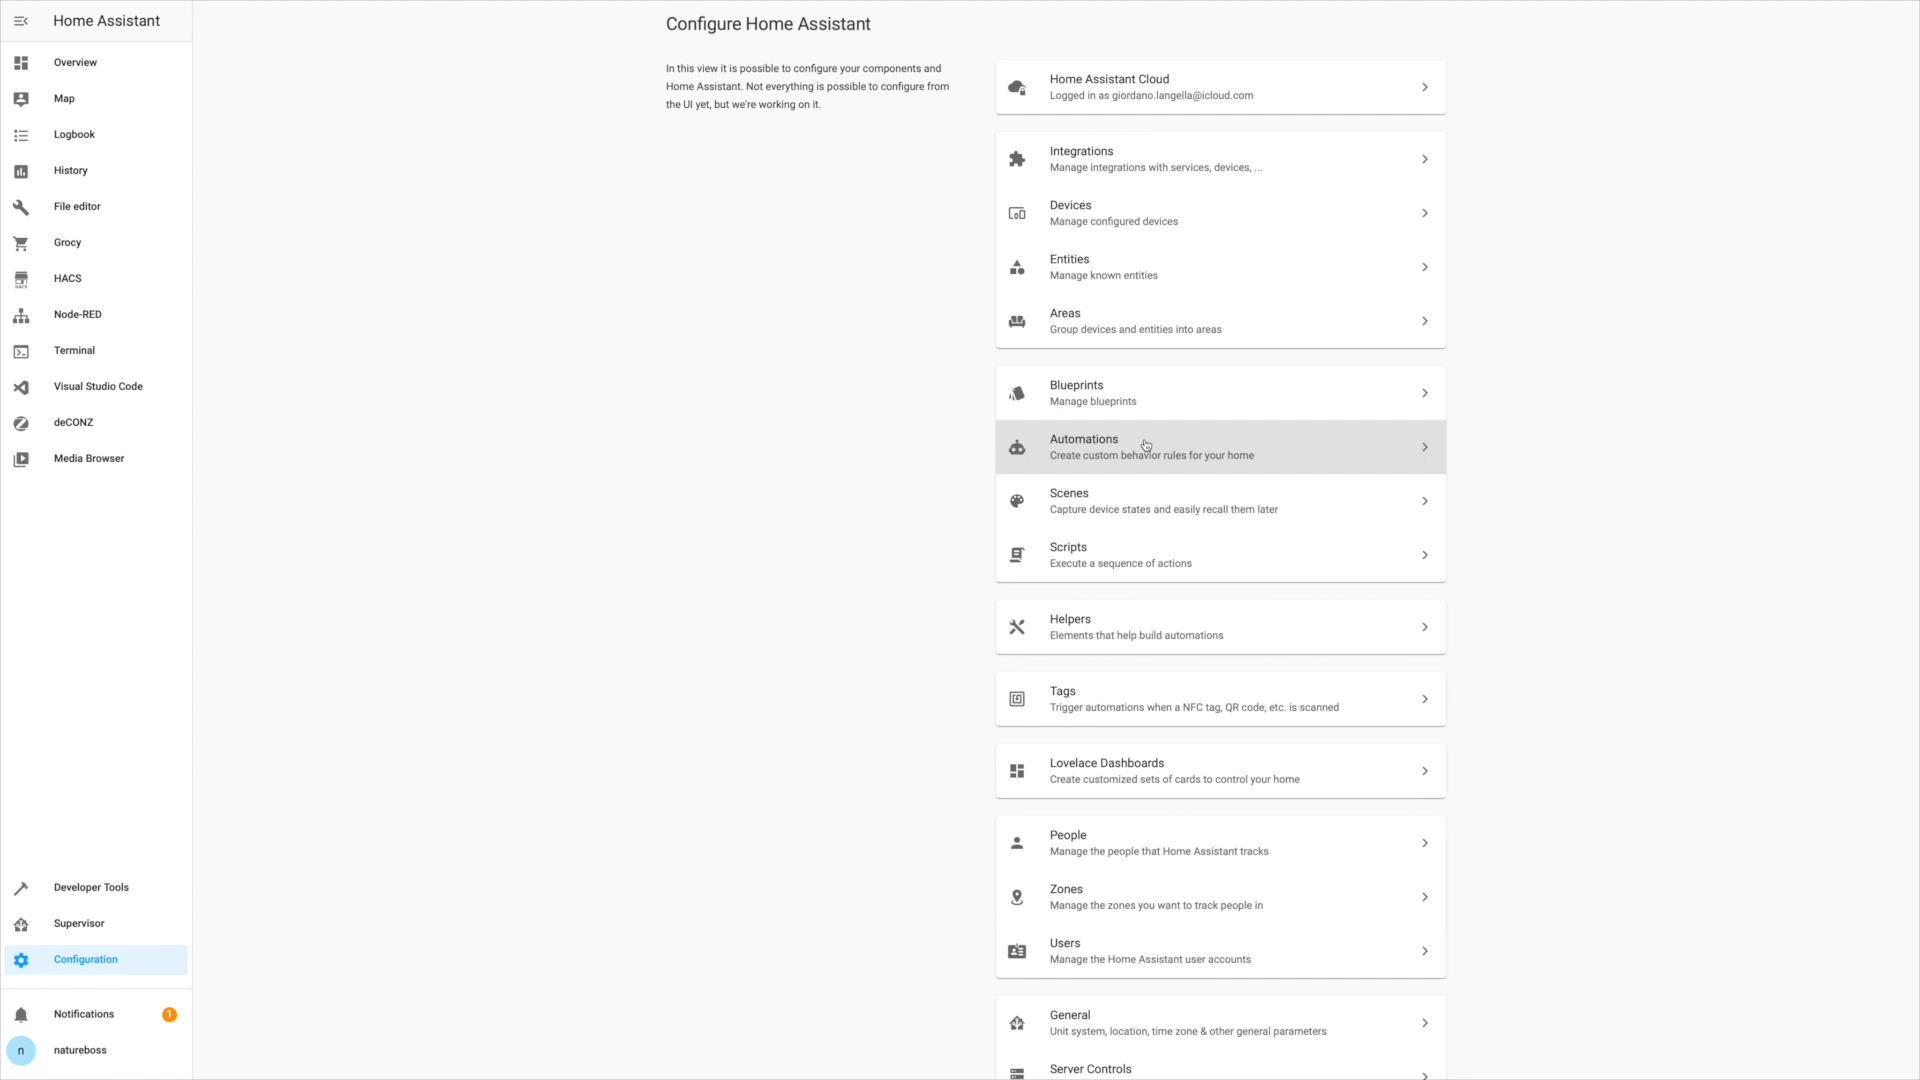 Home Assistant
Overview
Map
Logbook
History
File editor
Grocy
HACS
Node-RED
Terminal
Visual Studio Code
deCONZ
Media Browser
Developer Tools
Supervisor
Configuration
Notifications 1
n natureboss
Configure Home Assistant
In this view it is possible to configure your components and
Home Assistant. Not everything is possible to configure from
the UI yet, but we're working on it.
Home Assistant Cloud
Logged in as giordano.langella@icloud.com
Integrations
Manage integrations with services, devices, ...
Devices
Manage configured devices
Entities
Manage known entities
Areas
Group devices and entities into areas
Blueprints
Manage blueprints
Automations
Create custom behavior rules for your home
Scenes
Capture device states and easily recall them later
Scripts
Execute a sequence of actions
Helpers
Elements that help build automations
Tags
Trigger automations when a NFC tag, QR code, etc. is scanned
Lovelace Dashboards
Create customized sets of cards to control your home
People
Manage the people that Home Assistant tracks
Zones
Manage the zones you want to track people in
Users
Manage the Home Assistant user accounts
General
Unit system, location, time zone & other general parameters
Server Controls